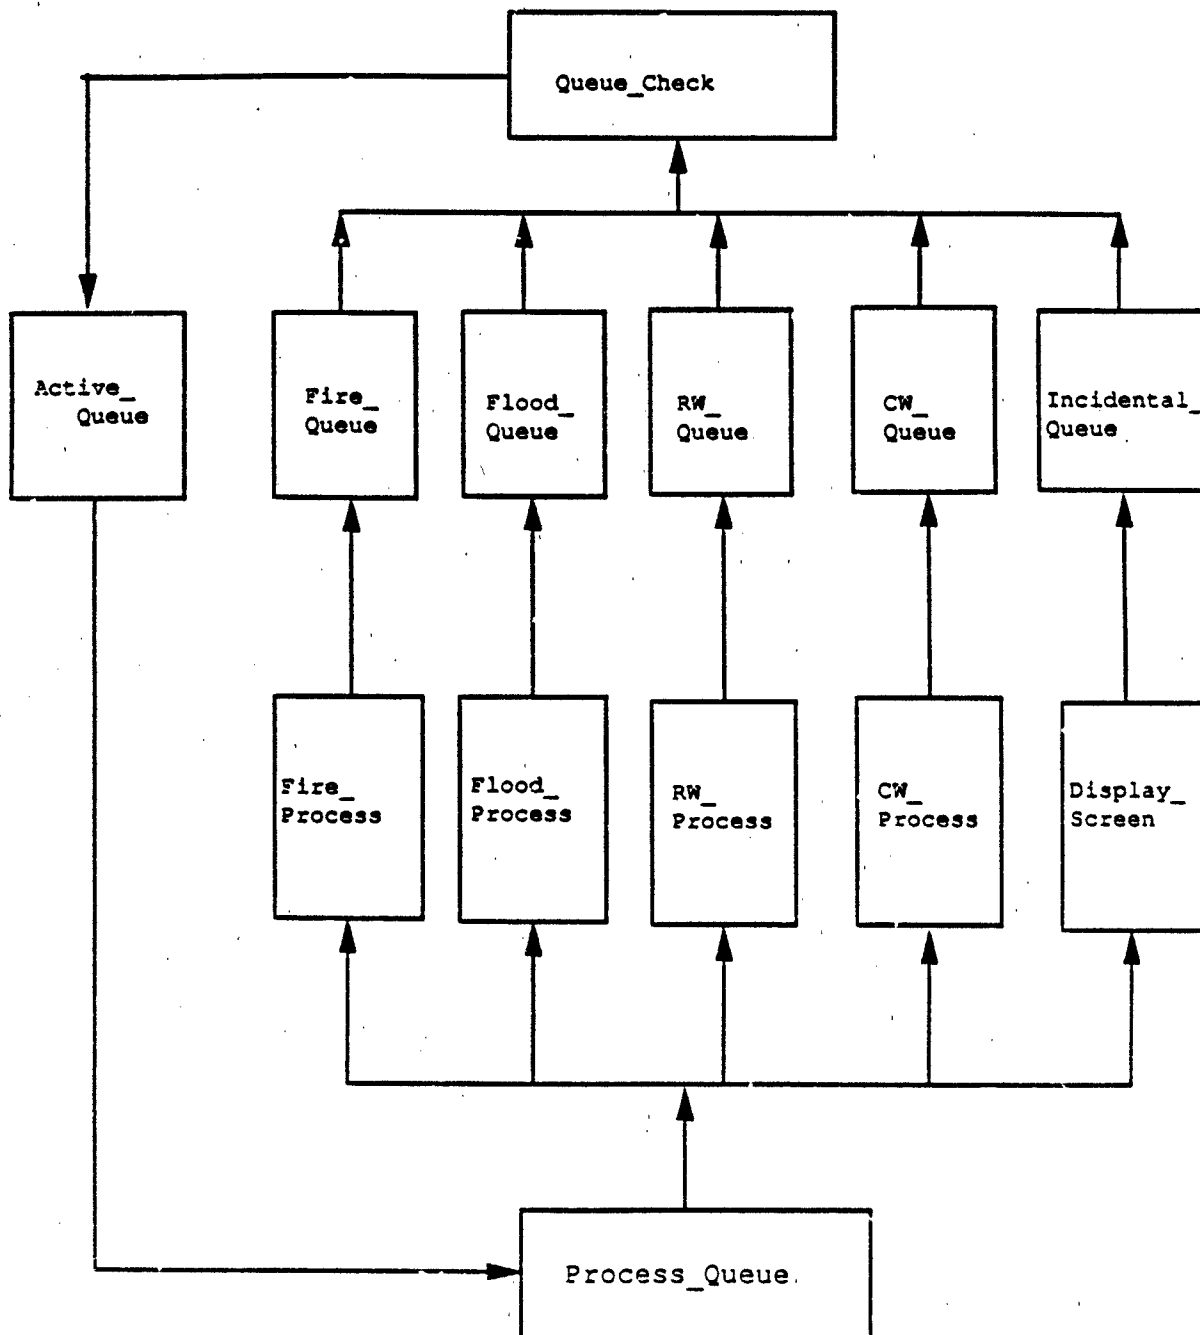 Queue_Check
Active_
Queue
Fire_
Queue
Flood_
Queue
RW_
Queue
CW_
Queue
Incidental_
Queue
Fire_
Process
Flood_
Process
RW_
Process
CW_
Process
Display_
Screen
Process_Queue